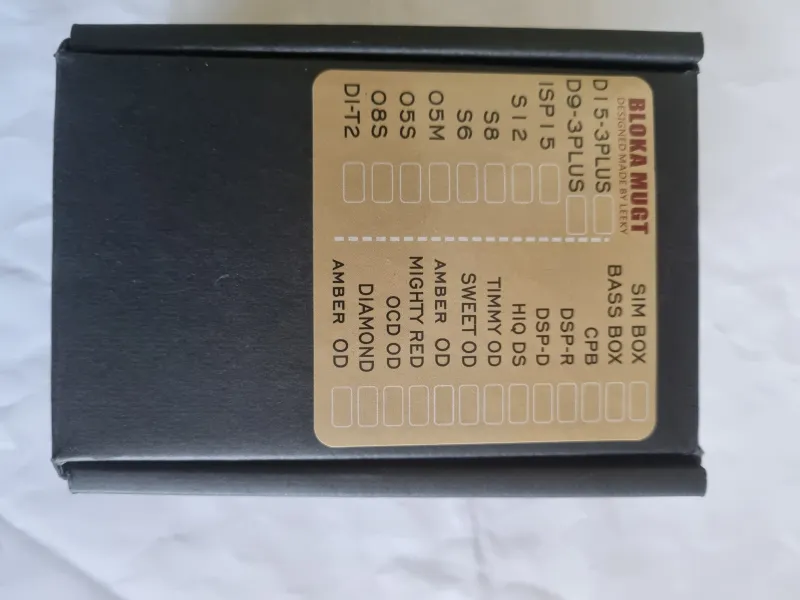 BLOKA MUGT
DESIGNED MADE BY LEEKY
D15-3PLUS
D9-3PLUS
ISP15
S12
S8
S6
O5M
O5S
O8S
DI-T2
SIM BOX
BASS BOX
CPB
DSP-R
DSP-D
HIQ DS
TIMMY OD
SWEET OD
AMBER OD
MIGHTY RED
OCD OD
DIAMOND
AMBER OD